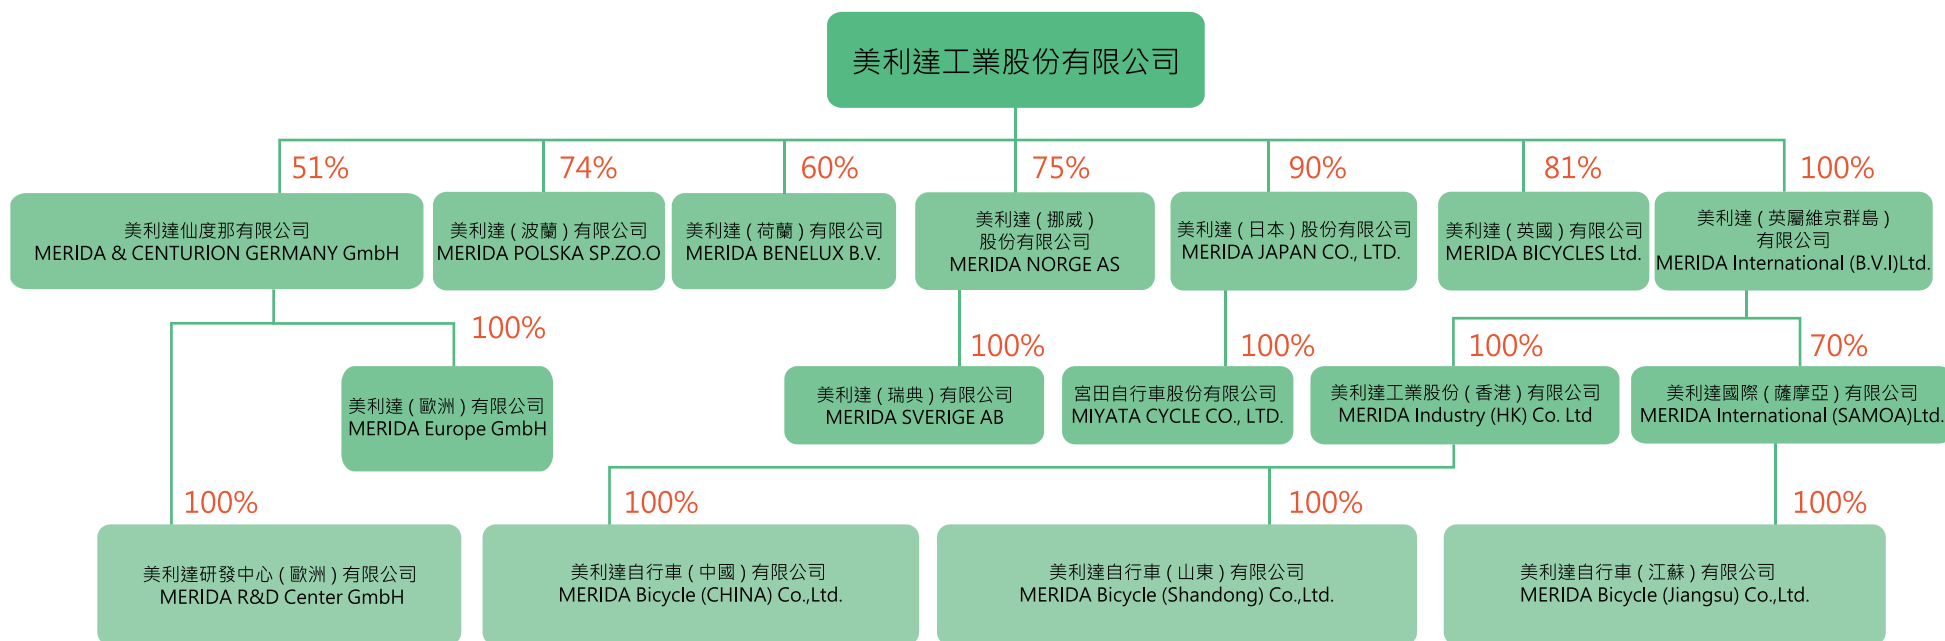 美利達工業股份有限公司
51%
74%
60%
75%
90%
81%
100%
美利達仙度那有限公司
MERIDA & CENTURION GERMANY GmbH
美利達 ( 波蘭 ) 有限公司
MERIDA POLSKA SP.ZO.O
美利達 ( 荷蘭 ) 有限公司
MERIDA BENELUX B.V.
美利達 ( 挪威 )
股份有限公司
MERIDA NORGE AS
美利達 ( 日本 ) 股份有限公司
MERIDA JAPAN CO., LTD.
美利達 ( 英國 ) 有限公司
MERIDA BICYCLES Ltd.
美利達 ( 英屬維京群島 )
有限公司
MERIDA International (B.V.I)Ltd.
100%
100%
100%
100%
70%
美利達 ( 歐洲 ) 有限公司
MERIDA Europe GmbH
美利達 ( 瑞典 ) 有限公司
MERIDA SVERIGE AB
宮田自行車股份有限公司
MIYATA CYCLE CO., LTD.
美利達工業股份 ( 香港 ) 有限公司
MERIDA Industry (HK) Co. Ltd
美利達國際 ( 薩摩亞 ) 有限公司
MERIDA International (SAMOA)Ltd.
100%
100%
100%
100%
美利達研發中心 ( 歐洲 ) 有限公司
MERIDA R&D Center GmbH
美利達自行車 ( 中國 ) 有限公司
MERIDA Bicycle (CHINA) Co.,Ltd.
美利達自行車 ( 山東 ) 有限公司
MERIDA Bicycle (Shandong) Co.,Ltd.
美利達自行車 ( 江蘇 ) 有限公司
MERIDA Bicycle (Jiangsu) Co.,Ltd.